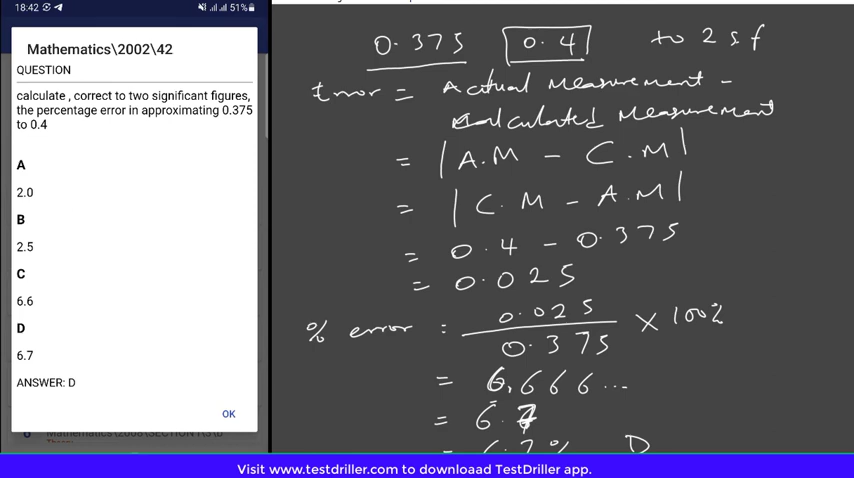 18:42
51%
Mathematics\2002\42
QUESTION
calculate , correct to two significant figures,
the percentage error in approximating 0.375
to 0.4
A
2.0
B
2.5
C
6.6
D
6.7
ANSWER: D
OK
0.375 0.4 to 2 s f
Error = Actual Measurement -
Calculated Measurement
= |A.M - C.M|
= |C.M - A.M|
= 0.4 - 0.375
= 0.025
% error = 0.025
0.375
× 100%
= 6.666...
= 6.7
= 6.7% D
Visit www.testdriller.com to downloaad TestDriller app.